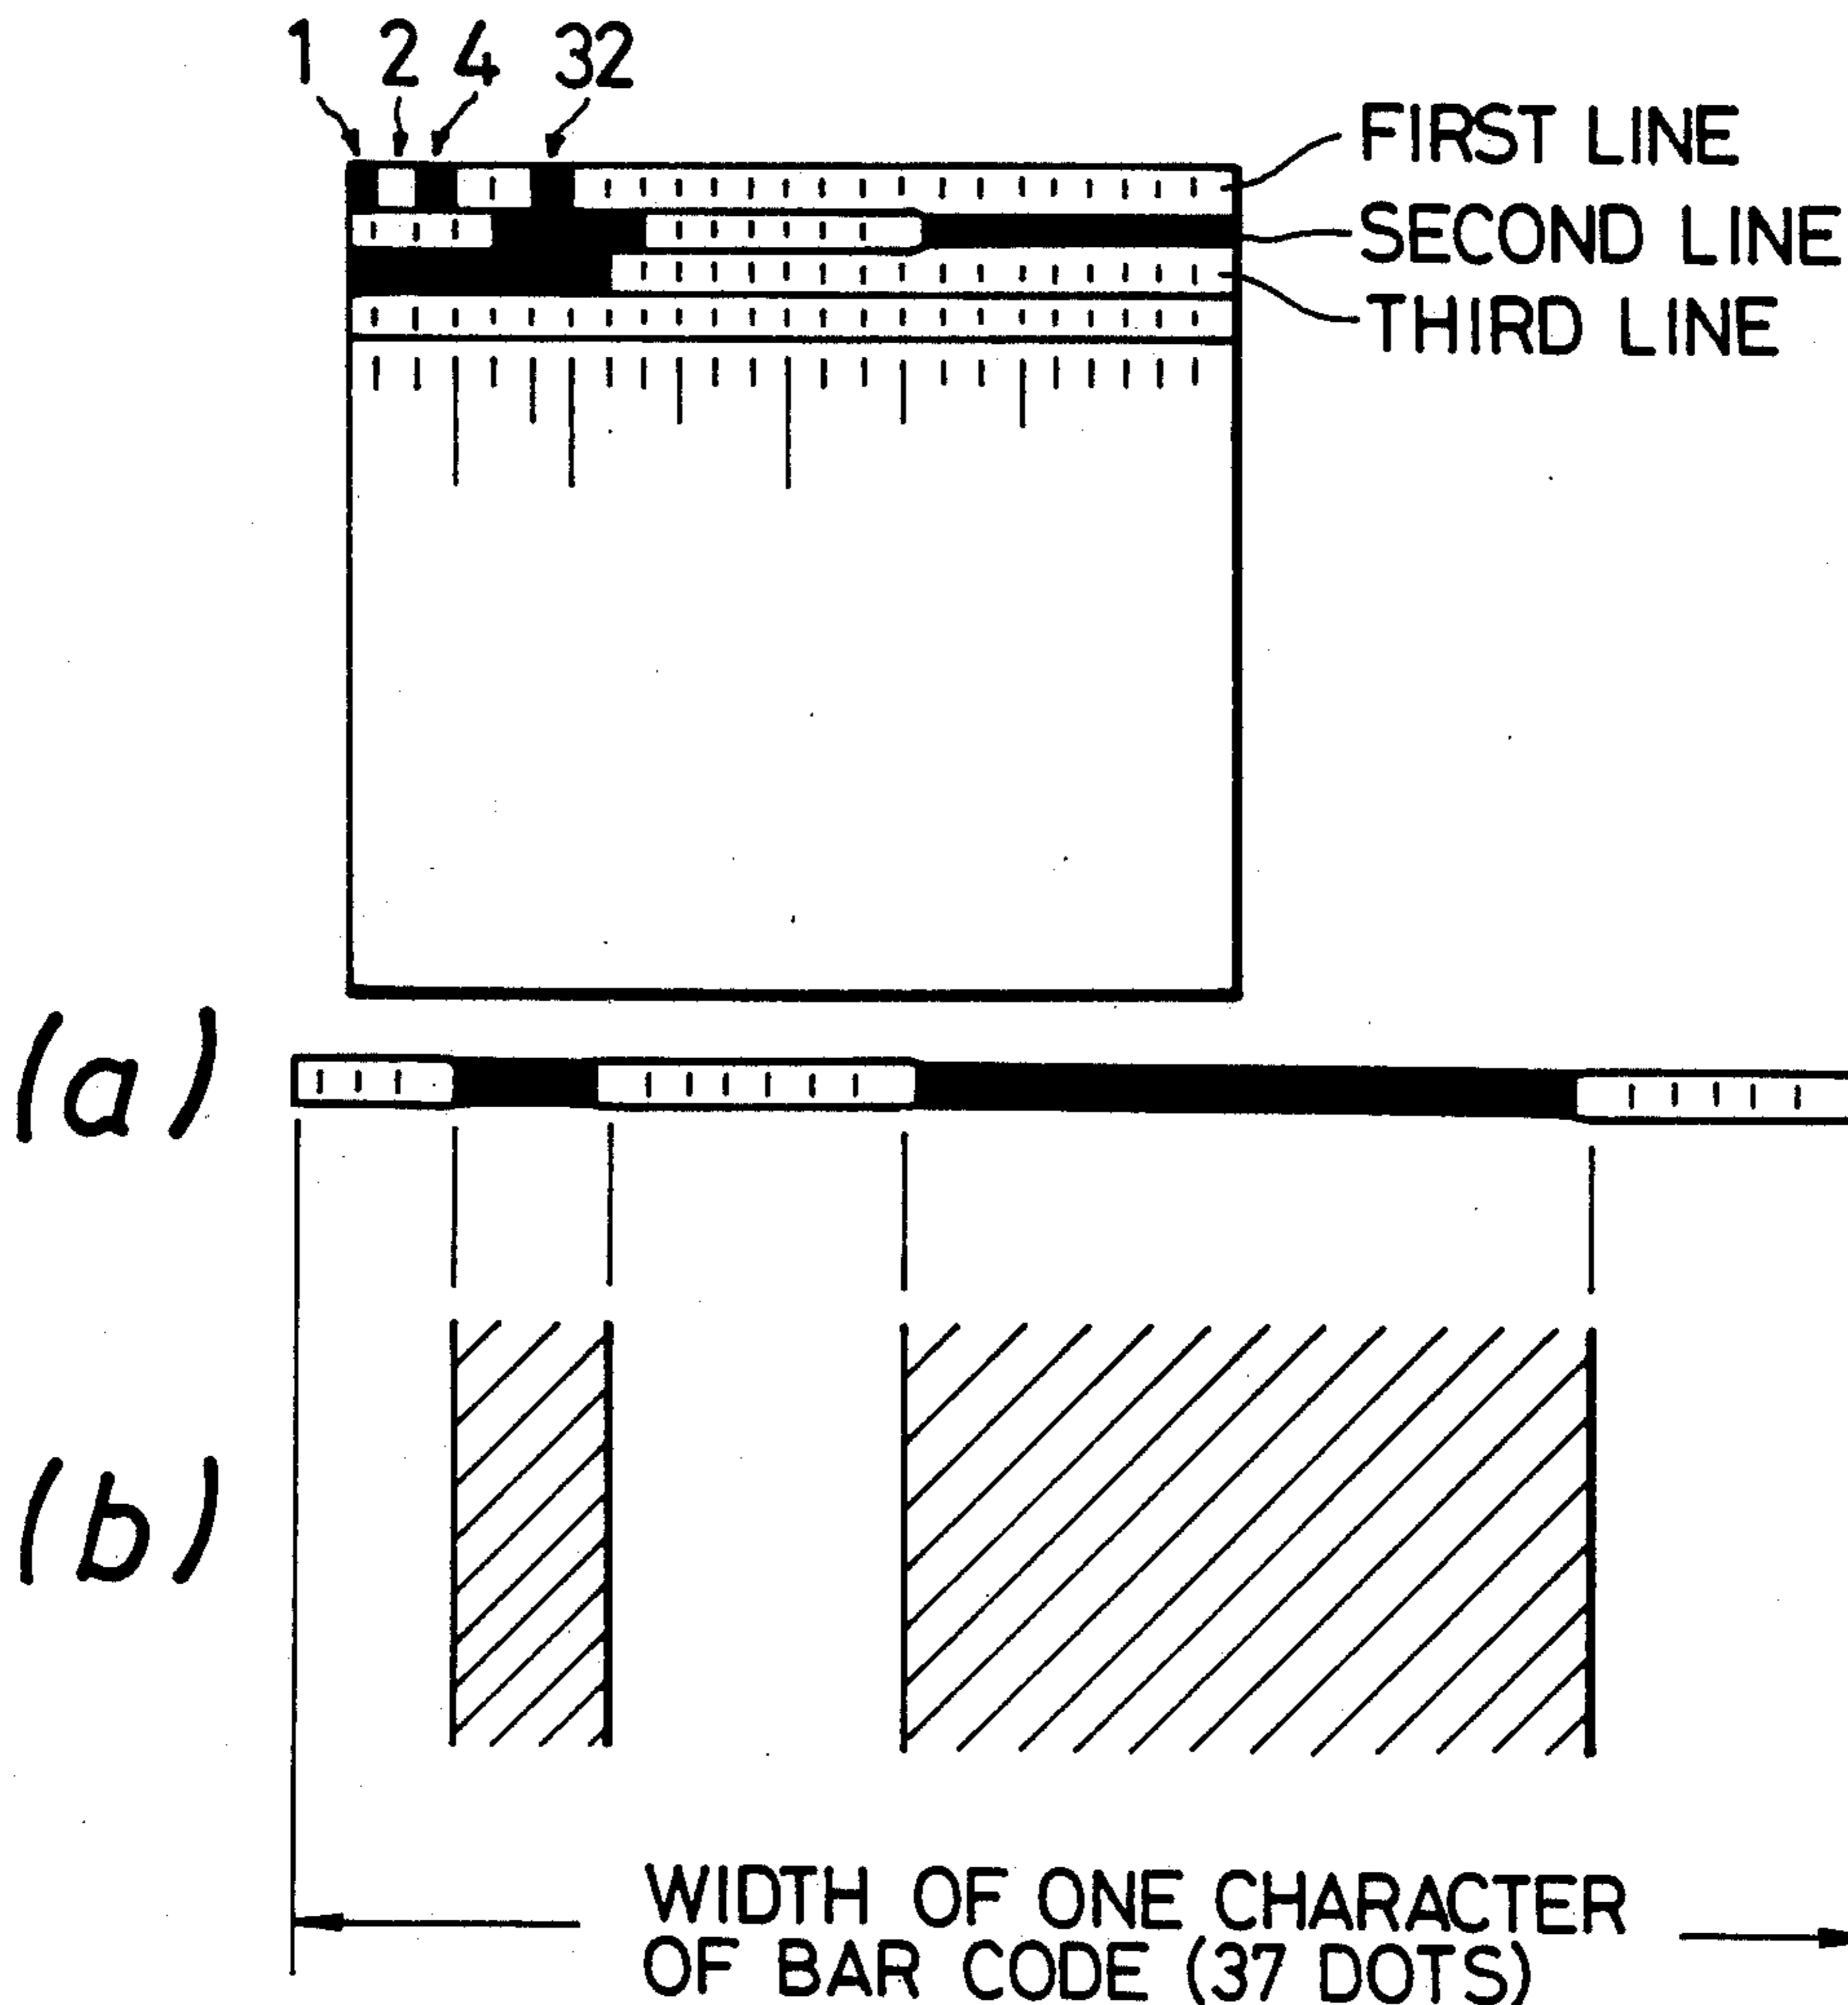 1 2 4 32
FIRST LINE
SECOND LINE
THIRD LINE
(a)
(b)
WIDTH OF ONE CHARACTER
OF BAR CODE (37 DOTS)